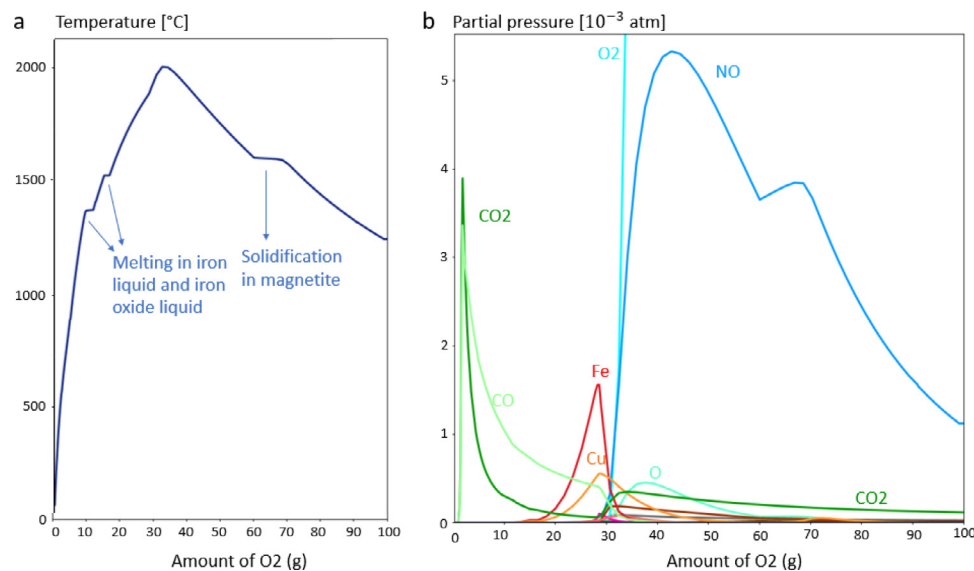 a
Temperature [°C]
2000
1500
1000
500
0
0 10 20 30 40 50 60 70 80 90 100
Amount of O2 (g)
Melting in iron
liquid and iron
oxide liquid
Solidification
in magnetite
b
Partial pressure [10⁻³ atm]
5
4
3
2
1
0
0 10 20 30 40 50 60 70 80 90 100
Amount of O2 (g)
O2
NO
CO2
CO
Fe
Cu
O
CO2